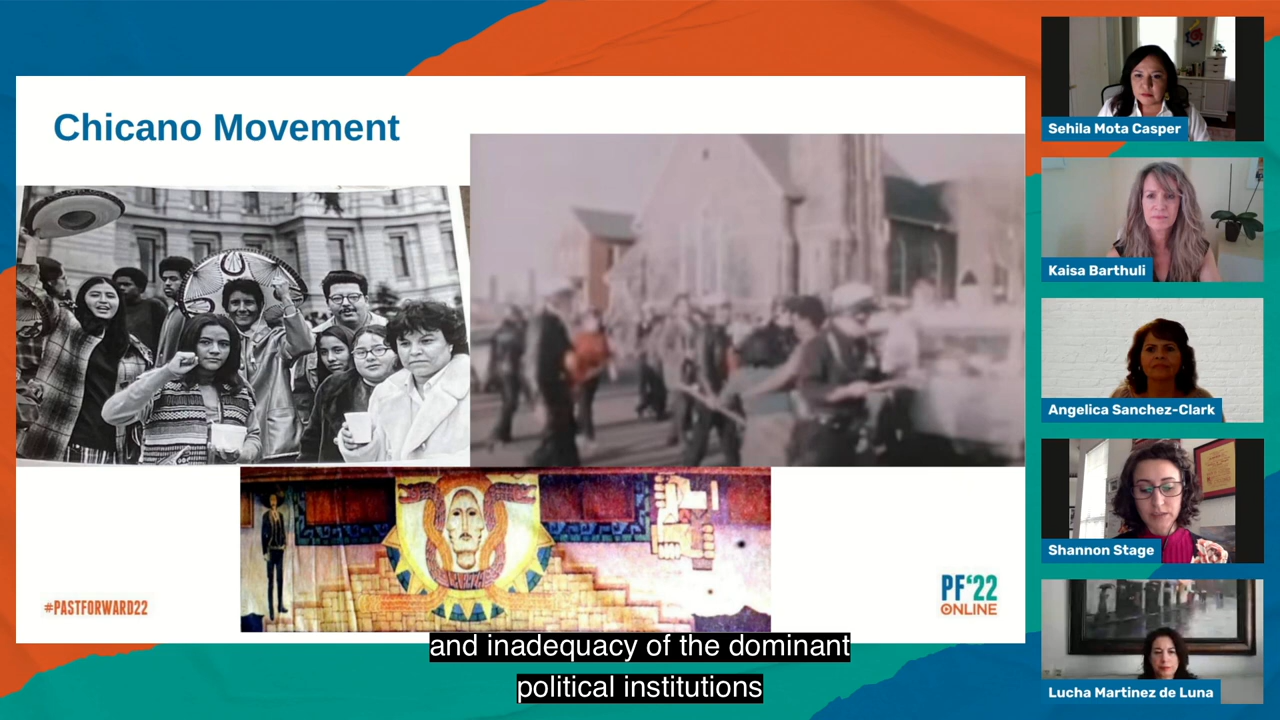 Chicano Movement
#PASTFORWARD22
PF'22
ONLINE
and inadequacy of the dominant
political institutions
Sehila Mota Casper
Kaisa Barthuli
Angelica Sanchez-Clark
Shannon Stage
Lucha Martinez de Luna